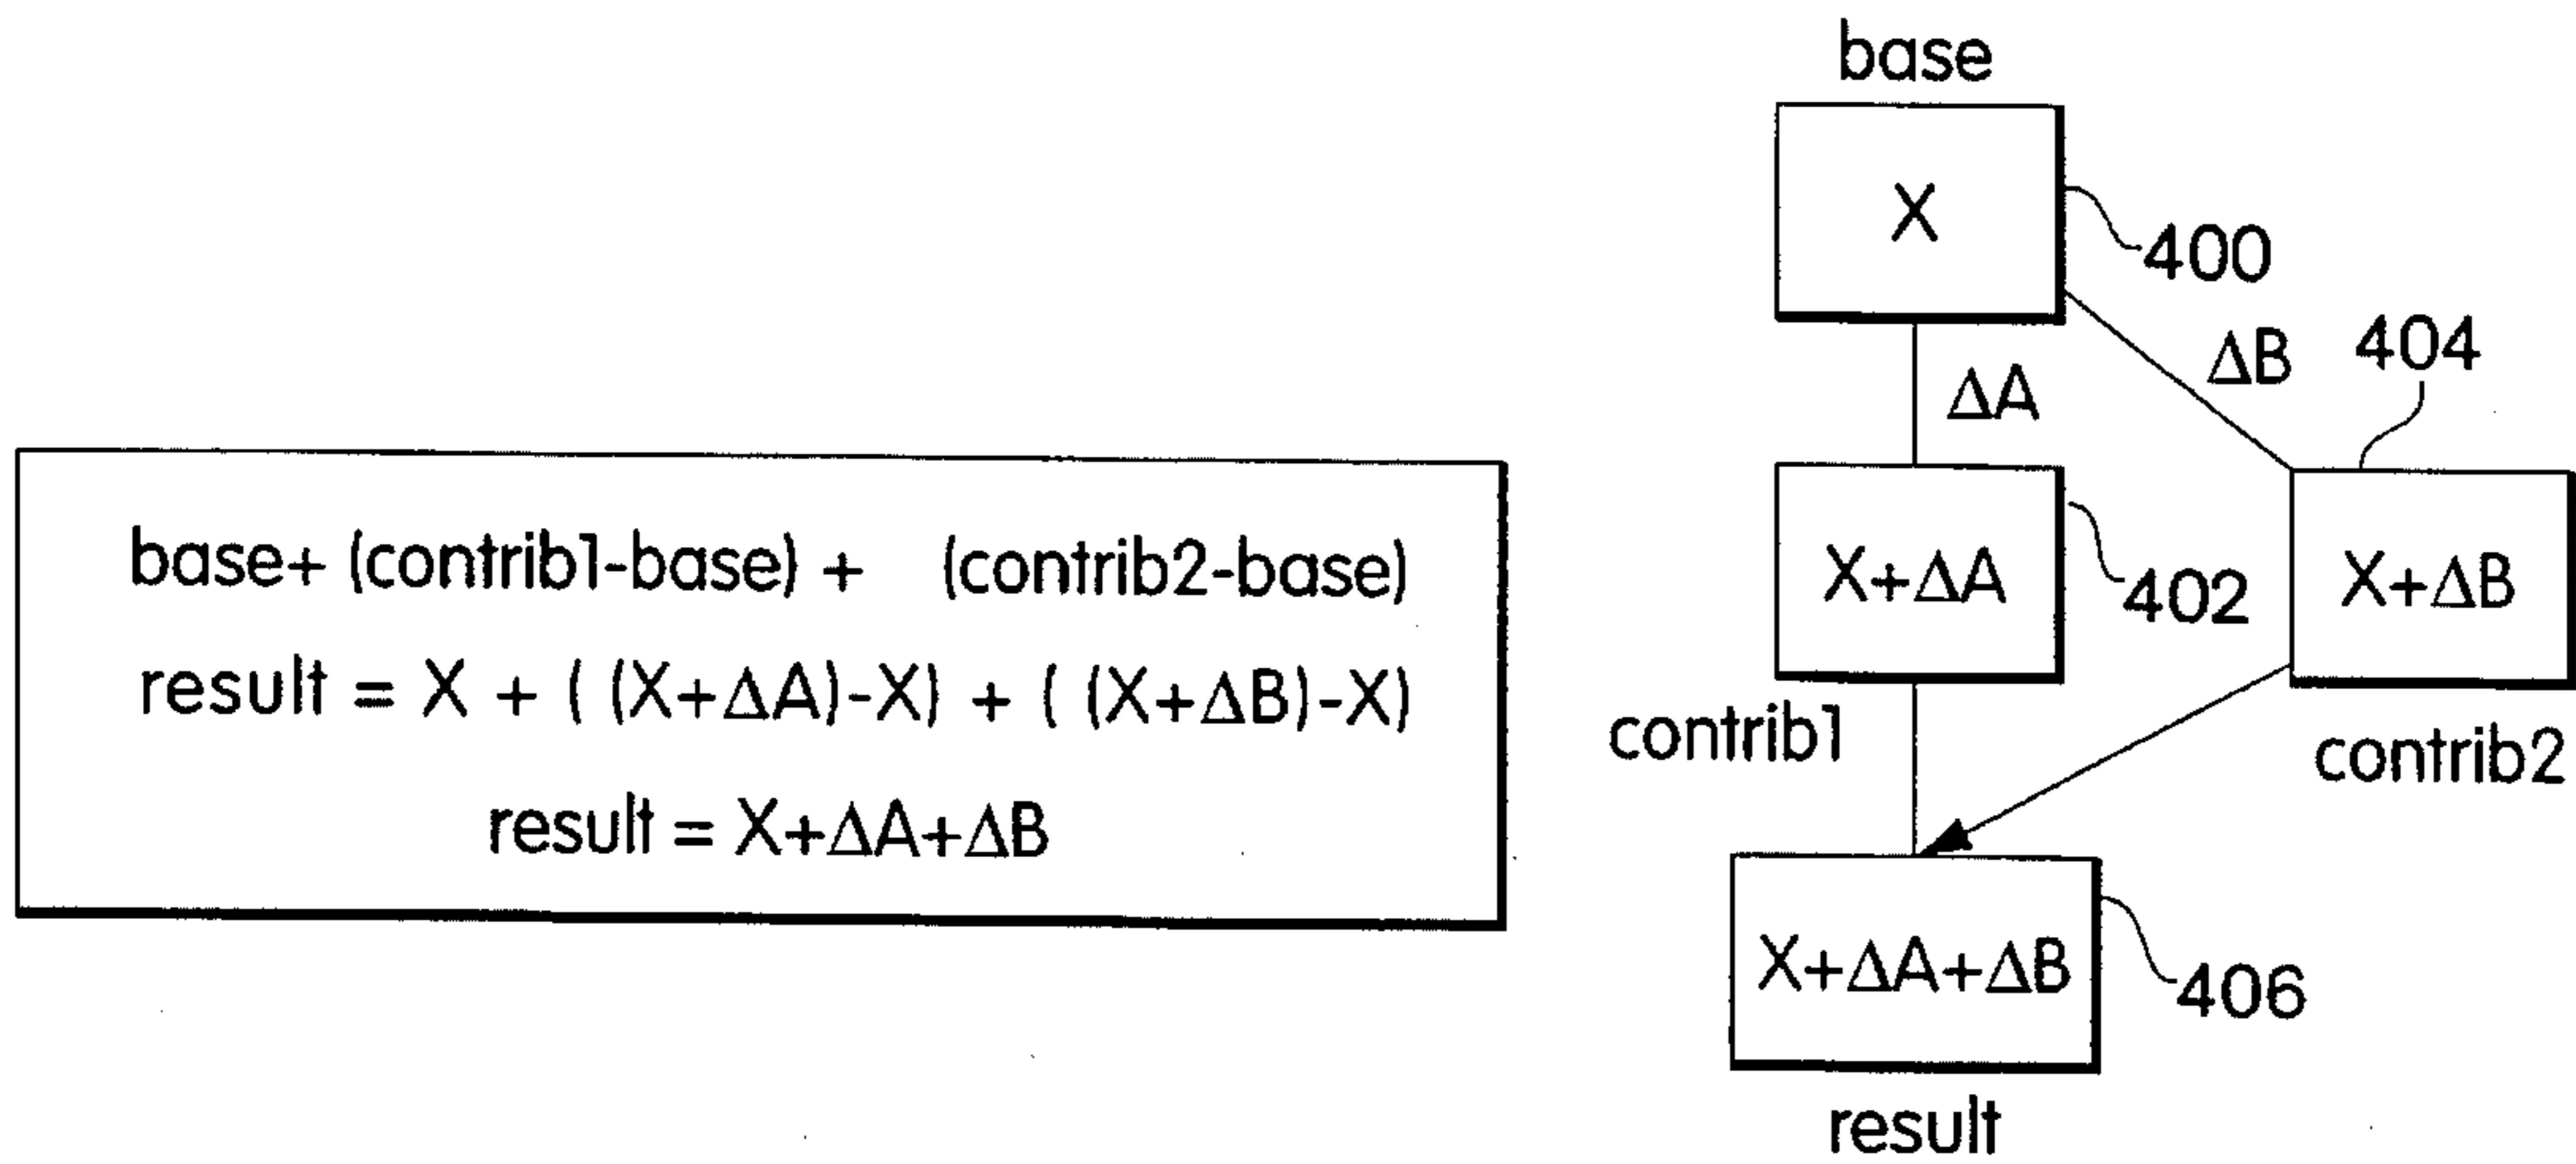 base+ (contrib1-base) + (contrib2-base)
result = X + ( (X+ΔA)-X) + ( (X+ΔB)-X)
result = X+ΔA+ΔB
base
X
400
ΔA
ΔB
404
X+ΔA
402
X+ΔB
contrib1
contrib2
X+ΔA+ΔB
406
result